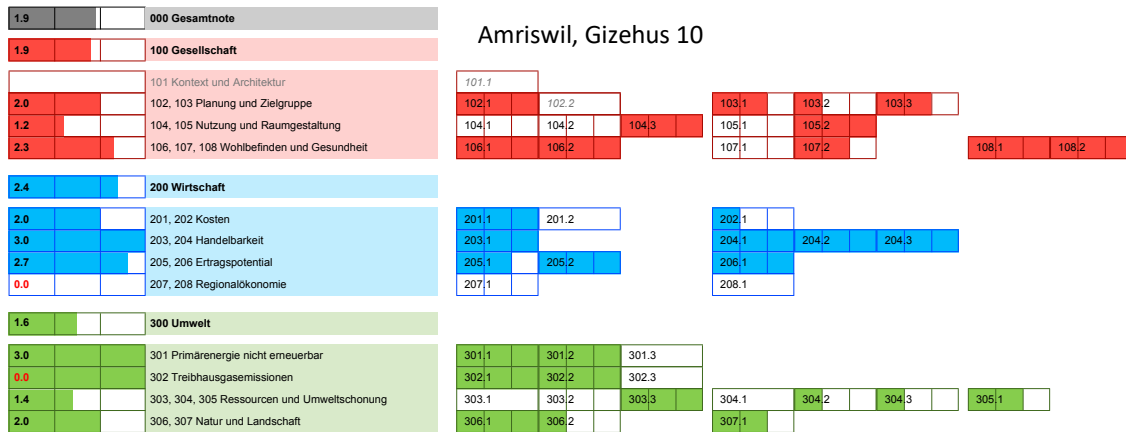 1.9 000 Gesamtnote
Amriswil, Gizehus 10
1.9 100 Gesellschaft
101 Kontext und Architektur 101.1
2.0 102, 103 Planung und Zielgruppe 102.1 102.2 103.1 103.2 103.3
1.2 104, 105 Nutzung und Raumgestaltung 104.1 104.2 104.3 105.1 105.2
2.3 106, 107, 108 Wohlbefinden und Gesundheit 106.1 106.2 107.1 107.2 108.1 108.2
2.4 200 Wirtschaft
2.0 201, 202 Kosten 201.1 201.2 202.1
3.0 203, 204 Handelbarkeit 203.1 204.1 204.2 204.3
2.7 205, 206 Ertragspotential 205.1 205.2 206.1
0.0 207, 208 Regionalökonomie 207.1 208.1
1.6 300 Umwelt
3.0 301 Primärenergie nicht erneuerbar 301.1 301.2 301.3
0.0 302 Treibhausgasemissionen 302.1 302.2 302.3
1.4 303, 304, 305 Ressourcen und Umweltschonung 303.1 303.2 303.3 304.1 304.2 304.3 305.1
2.0 306, 307 Natur und Landschaft 306.1 306.2 307.1